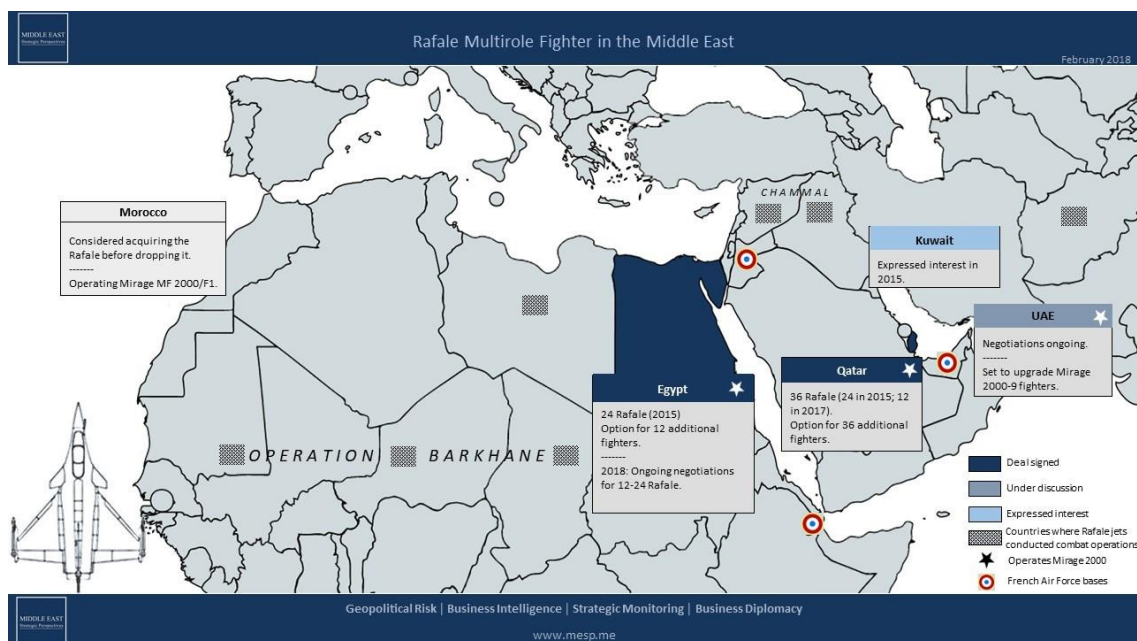 MIDDLE EAST
Strategic Perspectives
Rafale Multirole Fighter in the Middle East
February 2018
CHAMMAL
Morocco
Considered acquiring the
Rafale before dropping it.
-------
Operating Mirage MF 2000/F1.
Kuwait
Expressed interest in
2015.
UAE
Negotiations ongoing.
-------
Set to upgrade Mirage
2000-9 fighters.
Egypt
24 Rafale (2015)
Option for 12 additional
fighters.
-------
2018: Ongoing negotiations
for 12-24 Rafale.
Qatar
36 Rafale (24 in 2015; 12
in 2017).
Option for 36 additional
fighters.
OPERATION BARKHANE
Deal signed
Under discussion
Expressed interest
Countries where Rafale jets
conducted combat operations
Operates Mirage 2000
French Air Force bases
MIDDLE EAST
Strategic Perspectives
Geopolitical Risk | Business Intelligence | Strategic Monitoring | Business Diplomacy
www.mesp.me